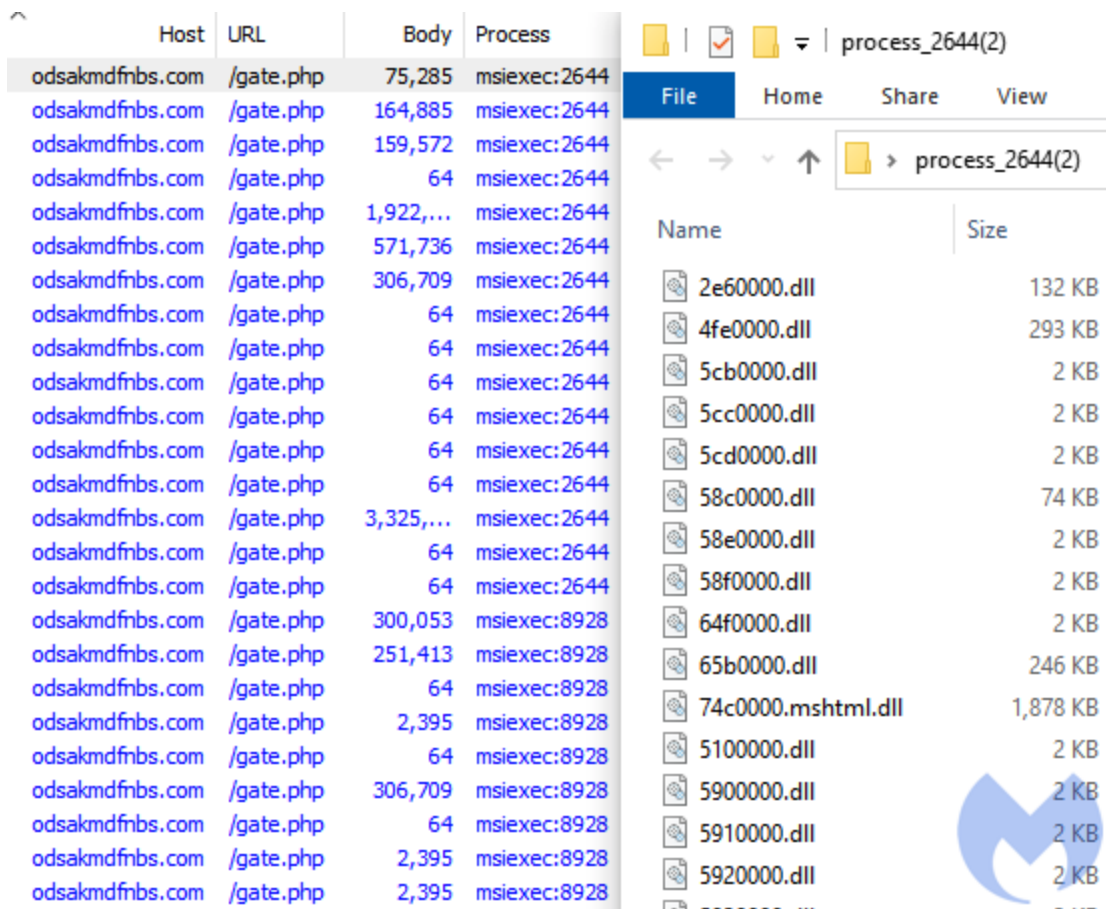 Host URL Body Process
odsakmdfnbs.com /gate.php 75,285 msiexec:2644
odsakmdfnbs.com /gate.php 164,885 msiexec:2644
odsakmdfnbs.com /gate.php 159,572 msiexec:2644
odsakmdfnbs.com /gate.php 64 msiexec:2644
odsakmdfnbs.com /gate.php 1,922,... msiexec:2644
odsakmdfnbs.com /gate.php 571,736 msiexec:2644
odsakmdfnbs.com /gate.php 306,709 msiexec:2644
odsakmdfnbs.com /gate.php 64 msiexec:2644
odsakmdfnbs.com /gate.php 64 msiexec:2644
odsakmdfnbs.com /gate.php 64 msiexec:2644
odsakmdfnbs.com /gate.php 64 msiexec:2644
odsakmdfnbs.com /gate.php 64 msiexec:2644
odsakmdfnbs.com /gate.php 64 msiexec:2644
odsakmdfnbs.com /gate.php 3,325,... msiexec:2644
odsakmdfnbs.com /gate.php 64 msiexec:2644
odsakmdfnbs.com /gate.php 64 msiexec:2644
odsakmdfnbs.com /gate.php 300,053 msiexec:8928
odsakmdfnbs.com /gate.php 251,413 msiexec:8928
odsakmdfnbs.com /gate.php 64 msiexec:8928
odsakmdfnbs.com /gate.php 2,395 msiexec:8928
odsakmdfnbs.com /gate.php 64 msiexec:8928
odsakmdfnbs.com /gate.php 306,709 msiexec:8928
odsakmdfnbs.com /gate.php 64 msiexec:8928
odsakmdfnbs.com /gate.php 2,395 msiexec:8928
odsakmdfnbs.com /gate.php 2,395 msiexec:8928
process_2644(2)
File Home Share View
process_2644(2)
Name Size
2e60000.dll 132 KB
4fe0000.dll 293 KB
5cb0000.dll 2 KB
5cc0000.dll 2 KB
5cd0000.dll 2 KB
58c0000.dll 74 KB
58e0000.dll 2 KB
58f0000.dll 2 KB
64f0000.dll 2 KB
65b0000.dll 246 KB
74c0000.mshtml.dll 1,878 KB
5100000.dll 2 KB
5900000.dll 2 KB
5910000.dll 2 KB
5920000.dll 2 KB